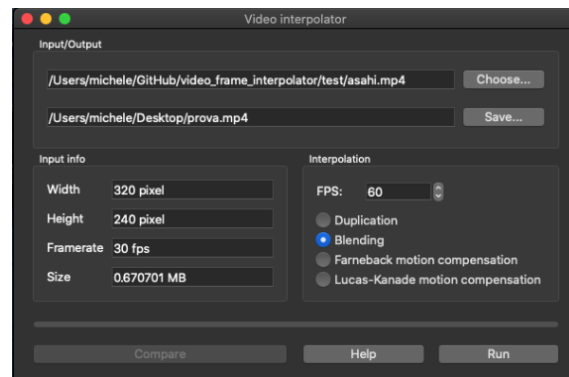 Video interpolator
Input/Output
/Users/michele/GitHub/video_frame_interpolator/test/asahi.mp4 Choose...
/Users/michele/Desktop/prova.mp4 Save...
Input info
Width 320 pixel
Height 240 pixel
Framerate 30 fps
Size 0.670701 MB
Interpolation
FPS: 60
Duplication
Blending
Farneback motion compensation
Lucas-Kanade motion compensation
Compare Help Run